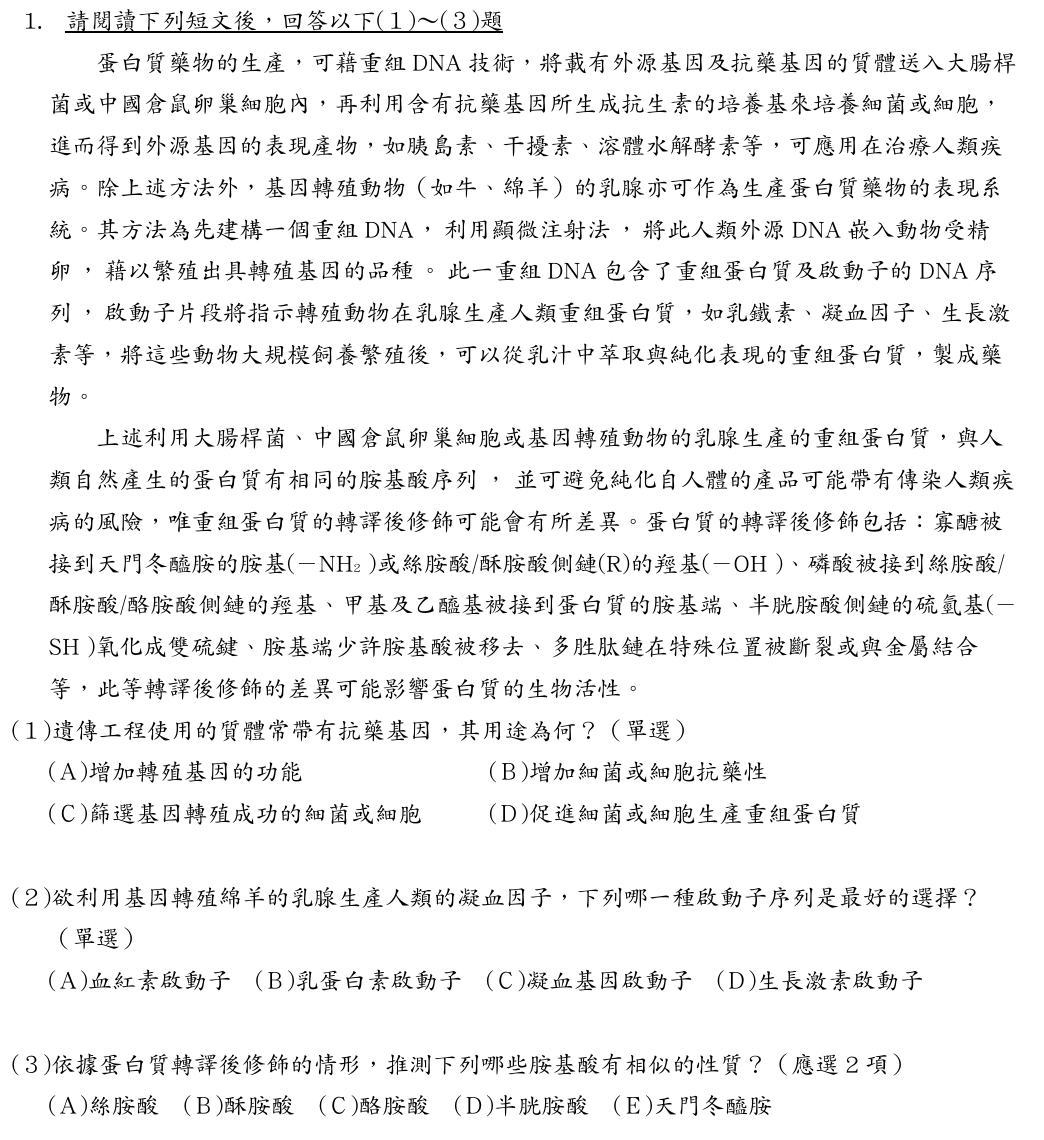 1. 請閱讀下列短文後，回答以下(1)～(3)題
蛋白質藥物的生產，可藉重組 DNA 技術，將載有外源基因及抗藥基因的質體送入大腸桿
菌或中國倉鼠卵巢細胞內，再利用含有抗藥基因所生成抗生素的培養基來培養細菌或細胞，
進而得到外源基因的表現產物，如胰島素、干擾素、溶體水解酵素等，可應用在治療人類疾
病。除上述方法外，基因轉殖動物（如牛、綿羊）的乳腺亦可作為生產蛋白質藥物的表現系
統。其方法為先建構一個重組 DNA， 利用顯微注射法 ， 將此人類外源 DNA 嵌入動物受精
卵 ， 藉以繁殖出具轉殖基因的品種 。 此一重組 DNA 包含了重組蛋白質及啟動子的 DNA 序
列 ， 啟動子片段將指示轉殖動物在乳腺生產人類重組蛋白質，如乳鐵素、凝血因子、生長激
素等，將這些動物大規模飼養繁殖後，可以從乳汁中萃取與純化表現的重組蛋白質，製成藥
物。
上述利用大腸桿菌、中國倉鼠卵巢細胞或基因轉殖動物的乳腺生產的重組蛋白質，與人
類自然產生的蛋白質有相同的胺基酸序列 ， 並可避免純化自人體的產品可能帶有傳染人類疾
病的風險，唯重組蛋白質的轉譯後修飾可能會有所差異。蛋白質的轉譯後修飾包括：寡醣被
接到天門冬醯胺的胺基(－NH₂ )或絲胺酸/酥胺酸側鏈(R)的羥基(－OH )、磷酸被接到絲胺酸/
酥胺酸/酪胺酸側鏈的羥基、甲基及乙醯基被接到蛋白質的胺基端、半胱胺酸側鏈的硫氫基(－
SH )氧化成雙硫鍵、胺基端少許胺基酸被移去、多胜肽鏈在特殊位置被斷裂或與金屬結合
等，此等轉譯後修飾的差異可能影響蛋白質的生物活性。
(1)遺傳工程使用的質體常帶有抗藥基因，其用途為何？（單選）
(A)增加轉殖基因的功能 (B)增加細菌或細胞抗藥性
(C)篩選基因轉殖成功的細菌或細胞 (D)促進細菌或細胞生產重組蛋白質
(2)欲利用基因轉殖綿羊的乳腺生產人類的凝血因子，下列哪一種啟動子序列是最好的選擇？
（單選）
(A)血紅素啟動子 (B)乳蛋白素啟動子 (C)凝血基因啟動子 (D)生長激素啟動子
(3)依據蛋白質轉譯後修飾的情形，推測下列哪些胺基酸有相似的性質？（應選 2 項）
(A)絲胺酸 (B)酥胺酸 (C)酪胺酸 (D)半胱胺酸 (E)天門冬醯胺